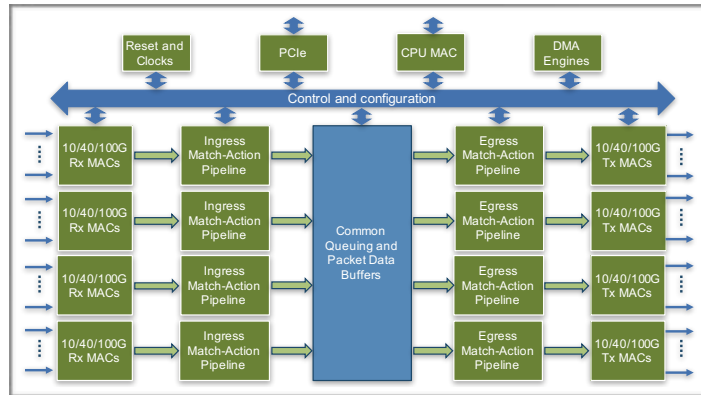 Reset and
Clocks
PCIe
CPU MAC
DMA
Engines
Control and configuration
10/40/100G
Rx MACs
Ingress
Match-Action
Pipeline
Egress
Match-Action
Pipeline
10/40/100G
Tx MACs
10/40/100G
Rx MACs
Ingress
Match-Action
Pipeline
Common
Queuing and
Packet Data
Buffers
Egress
Match-Action
Pipeline
10/40/100G
Tx MACs
10/40/100G
Rx MACs
Ingress
Match-Action
Pipeline
Egress
Match-Action
Pipeline
10/40/100G
Tx MACs
10/40/100G
Rx MACs
Ingress
Match-Action
Pipeline
Egress
Match-Action
Pipeline
10/40/100G
Tx MACs